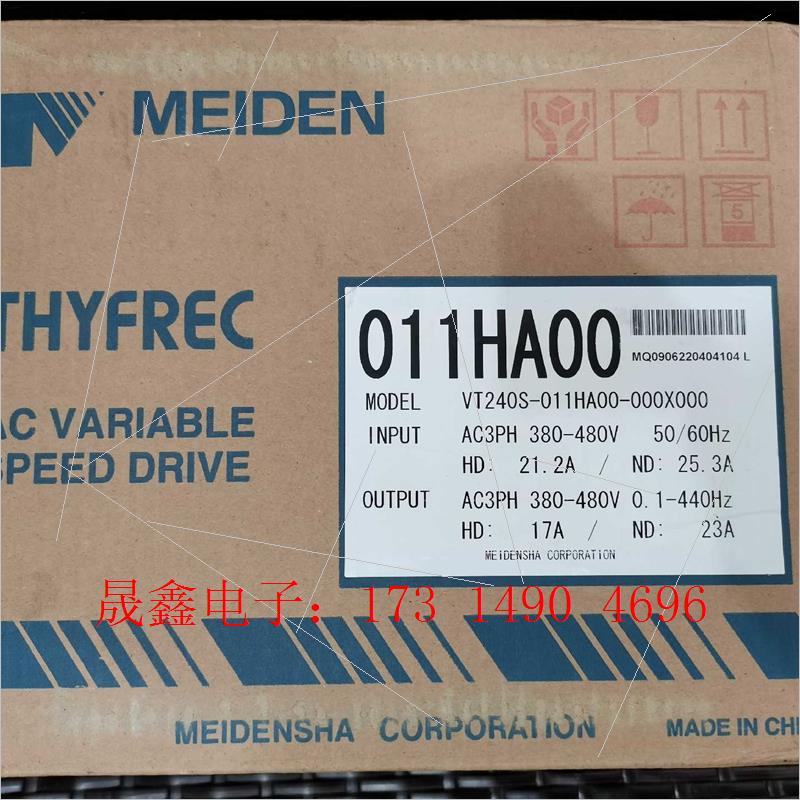 MEIDEN
5
THYFREC
AC VARIABLE
SPEED DRIVE
011HA00
MQ0906220404104 L
MODEL VT240S-011HA00-000X000
INPUT AC3PH 380-480V 50/60Hz
HD: 21.2A / ND: 25.3A
OUTPUT AC3PH 380-480V 0.1-440Hz
HD: 17A / ND: 23A
MEIDENSHA CORPORATION
晟鑫电子：173 1490 4696
MEIDENSHA CORPORATION
MADE IN CHI